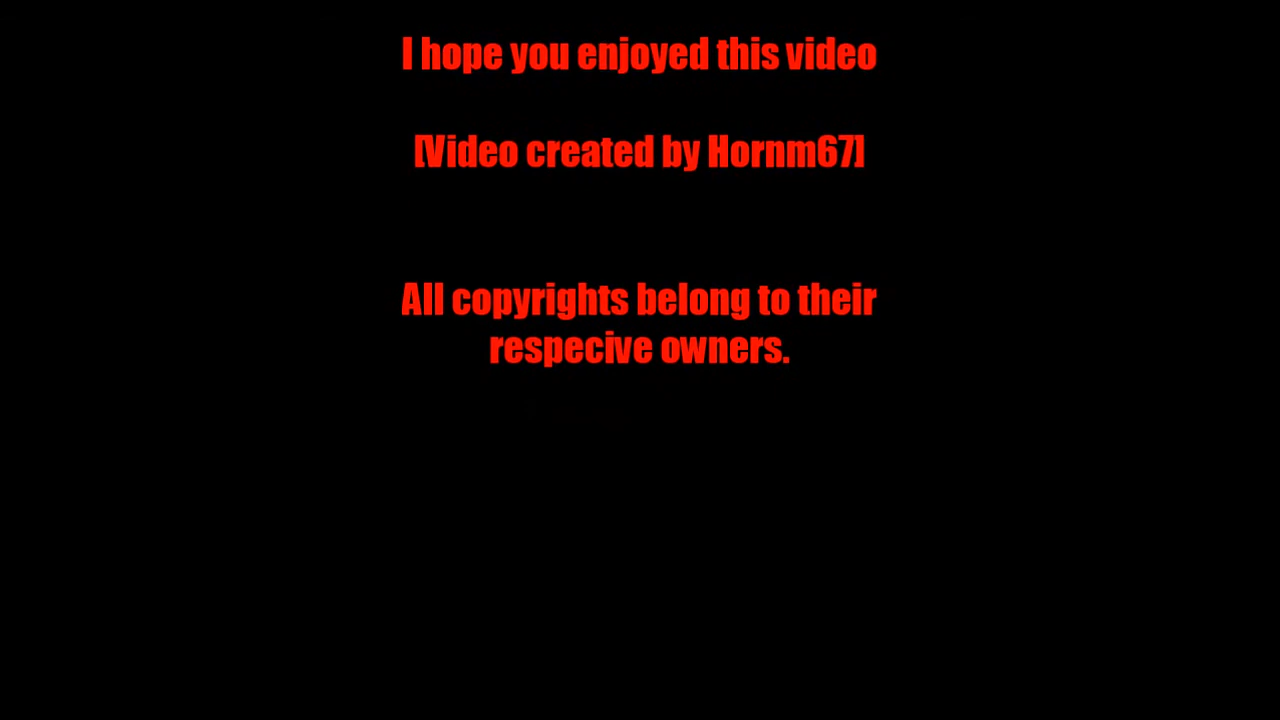 I hope you enjoyed this video
[Video created by Hornm67]
All copyrights belong to their
respecive owners.